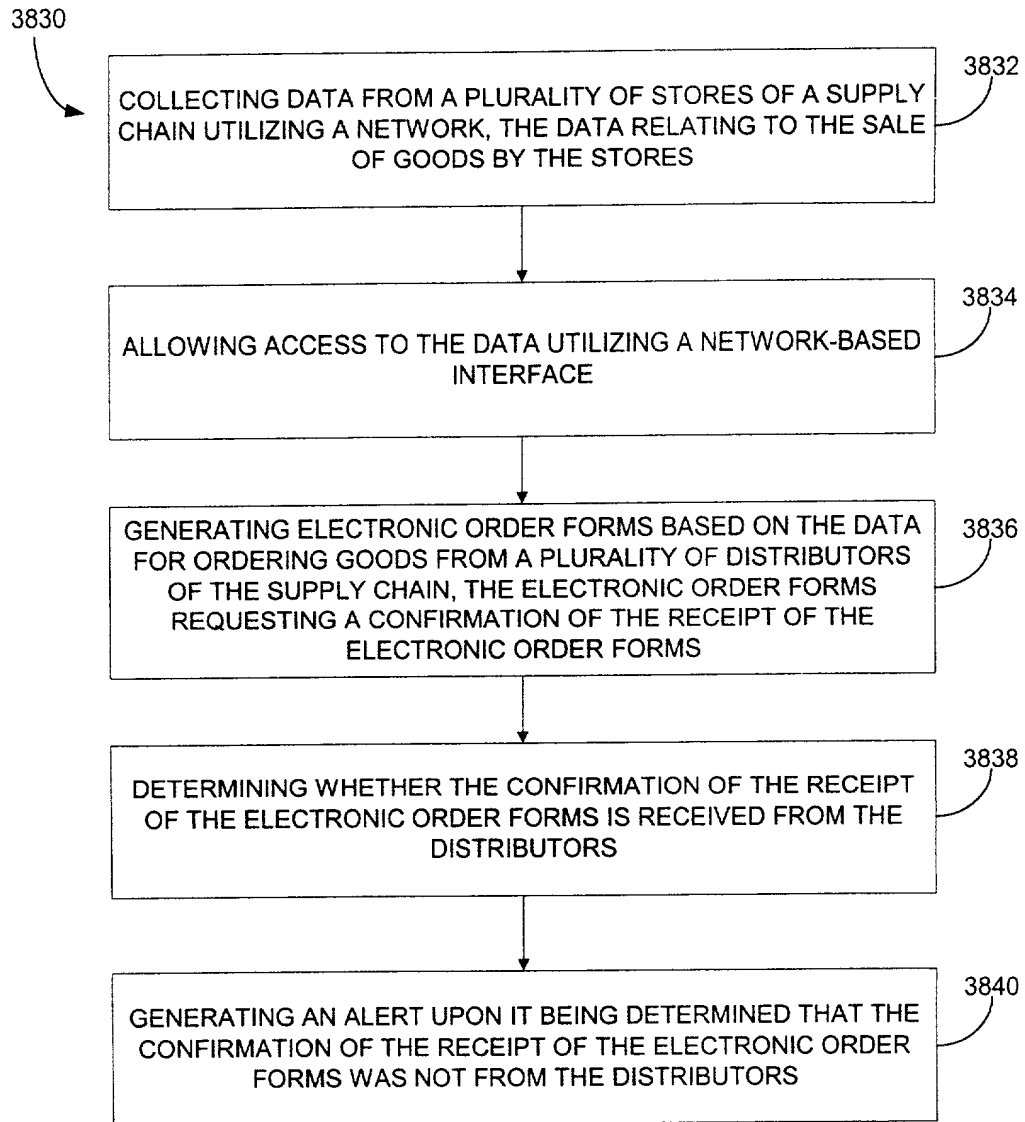 3830
3832
COLLECTING DATA FROM A PLURALITY OF STORES OF A SUPPLY
CHAIN UTILIZING A NETWORK, THE DATA RELATING TO THE SALE
OF GOODS BY THE STORES
3834
ALLOWING ACCESS TO THE DATA UTILIZING A NETWORK-BASED
INTERFACE
3836
GENERATING ELECTRONIC ORDER FORMS BASED ON THE DATA
FOR ORDERING GOODS FROM A PLURALITY OF DISTRIBUTORS
OF THE SUPPLY CHAIN, THE ELECTRONIC ORDER FORMS
REQUESTING A CONFIRMATION OF THE RECEIPT OF THE
ELECTRONIC ORDER FORMS
3838
DETERMINING WHETHER THE CONFIRMATION OF THE RECEIPT
OF THE ELECTRONIC ORDER FORMS IS RECEIVED FROM THE
DISTRIBUTORS
3840
GENERATING AN ALERT UPON IT BEING DETERMINED THAT THE
CONFIRMATION OF THE RECEIPT OF THE ELECTRONIC ORDER
FORMS WAS NOT FROM THE DISTRIBUTORS